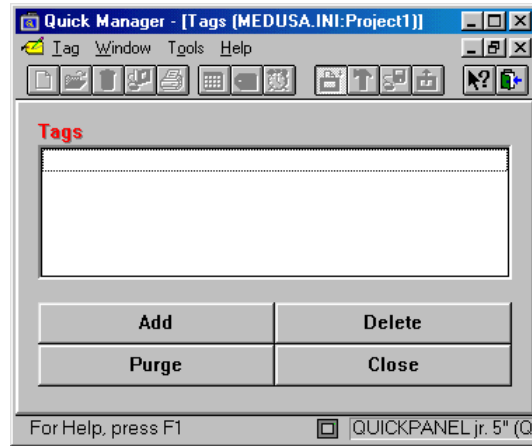 Quick Manager - [Tags (MEDUSA.INI:Project1)]
Tag Window Tools Help
Tags
Add Delete
Purge Close
For Help, press F1 QUICKPANEL jr. 5" (Q